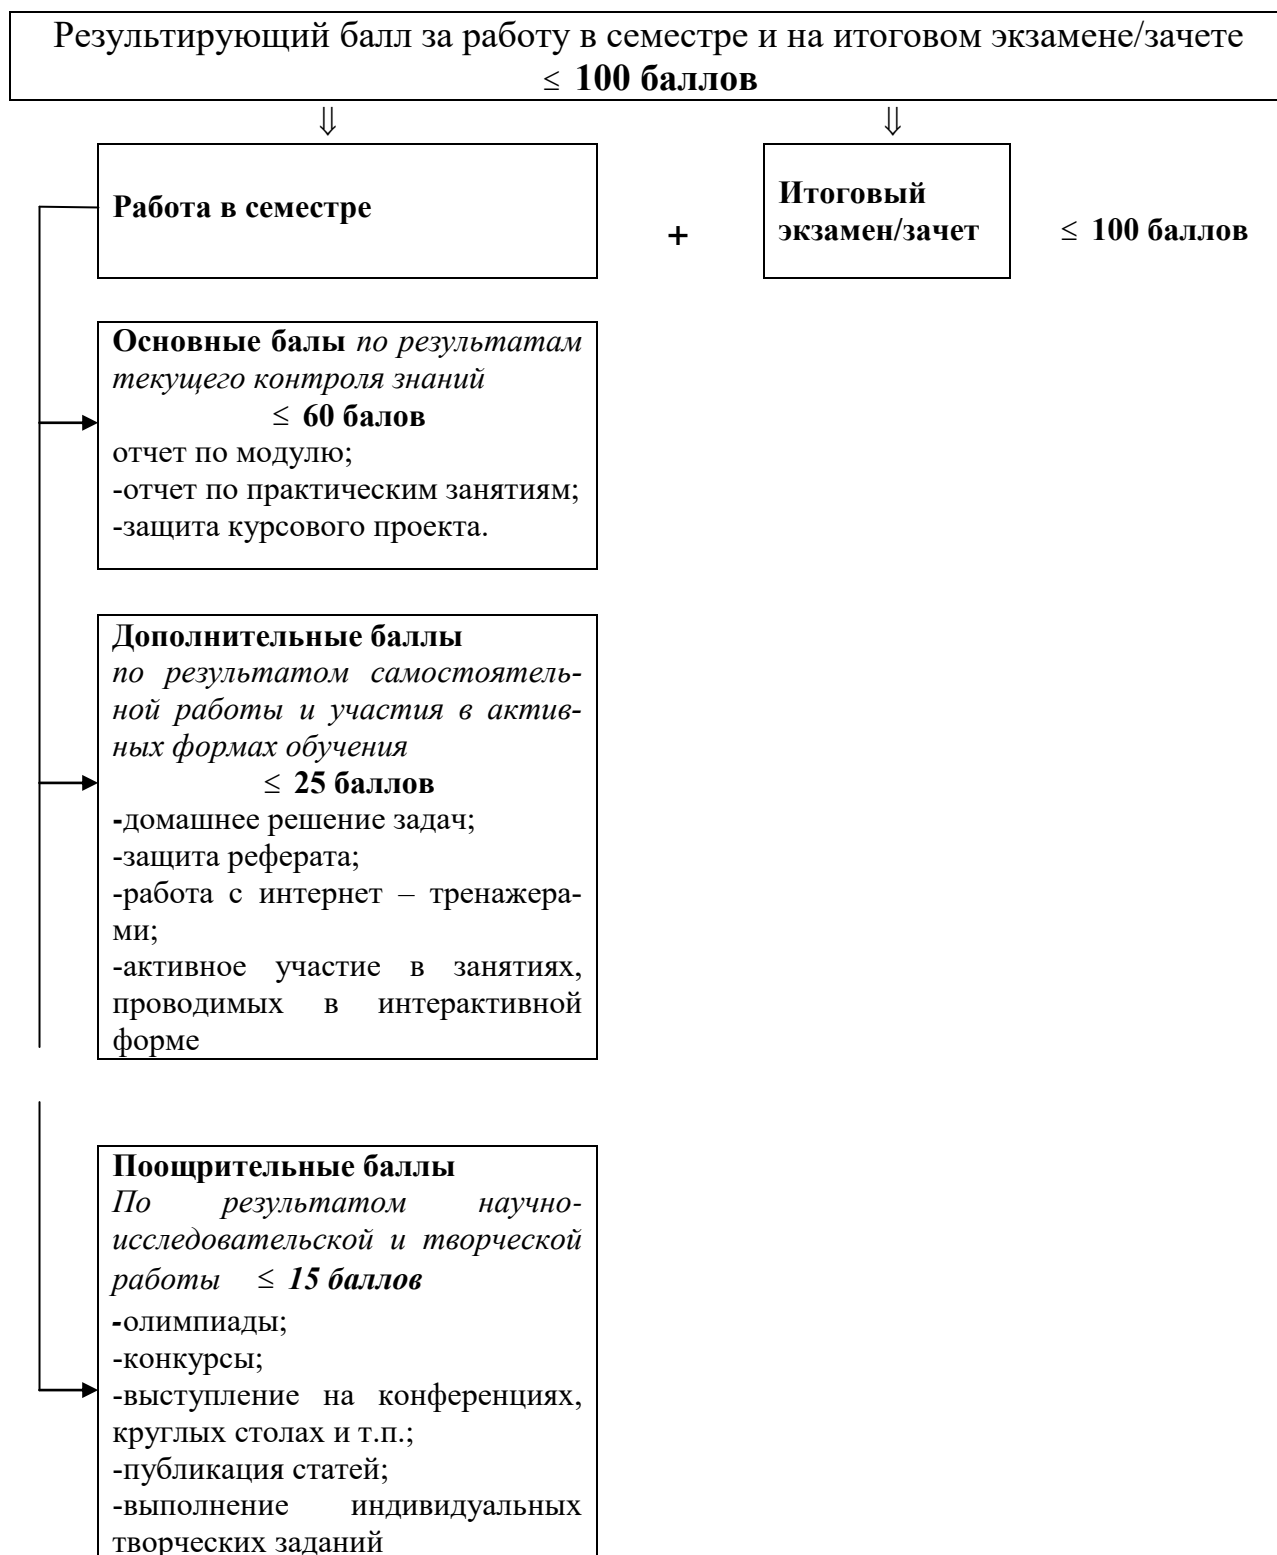 Результирующий балл за работу в семестре и на итоговом экзамене/зачете
≤ 100 баллов
⇓ ⇓
Работа в семестре
+
Итоговый
экзамен/зачет
≤ 100 баллов
Основные балы по результатам
текущего контроля знаний
≤ 60 балов
отчет по модулю;
-отчет по практическим занятиям;
-защита курсового проекта.
Дополнительные баллы
по результатом самостоятель-
ной работы и участия в актив-
ных формах обучения
≤ 25 баллов
-домашнее решение задач;
-защита реферата;
-работа с интернет – тренажера-
ми;
-активное участие в занятиях,
проводимых в интерактивной
форме
Поощрительные баллы
По результатом научно-
исследовательской и творческой
работы ≤ 15 баллов
-олимпиады;
-конкурсы;
-выступление на конференциях,
круглых столах и т.п.;
-публикация статей;
-выполнение индивидуальных
творческих заданий